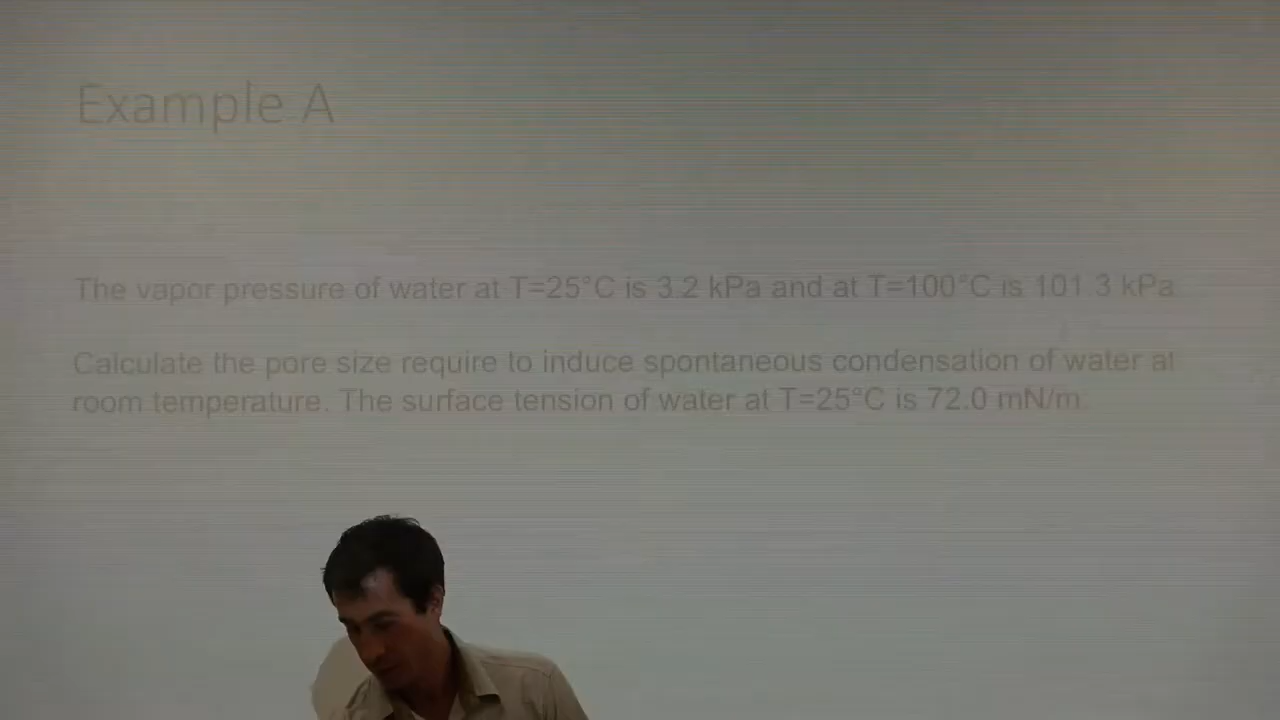 Example A
The vapor pressure of water at T=25°C is 3.2 kPa and at T=100°C is 101.3 kPa.
Calculate the pore size require to induce spontaneous condensation of water at
room temperature. The surface tension of water at T=25°C is 72.0 mN/m.